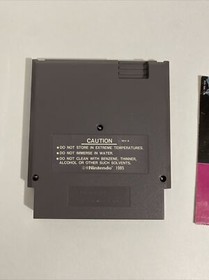 CAUTION
• DO NOT STORE IN EXTREME TEMPERATURES.
• DO NOT IMMERSE IN WATER.
• DO NOT CLEAN WITH BENZENE, THINNER,
ALCOHOL OR OTHER SUCH SOLVENTS.
Nintendo 1985